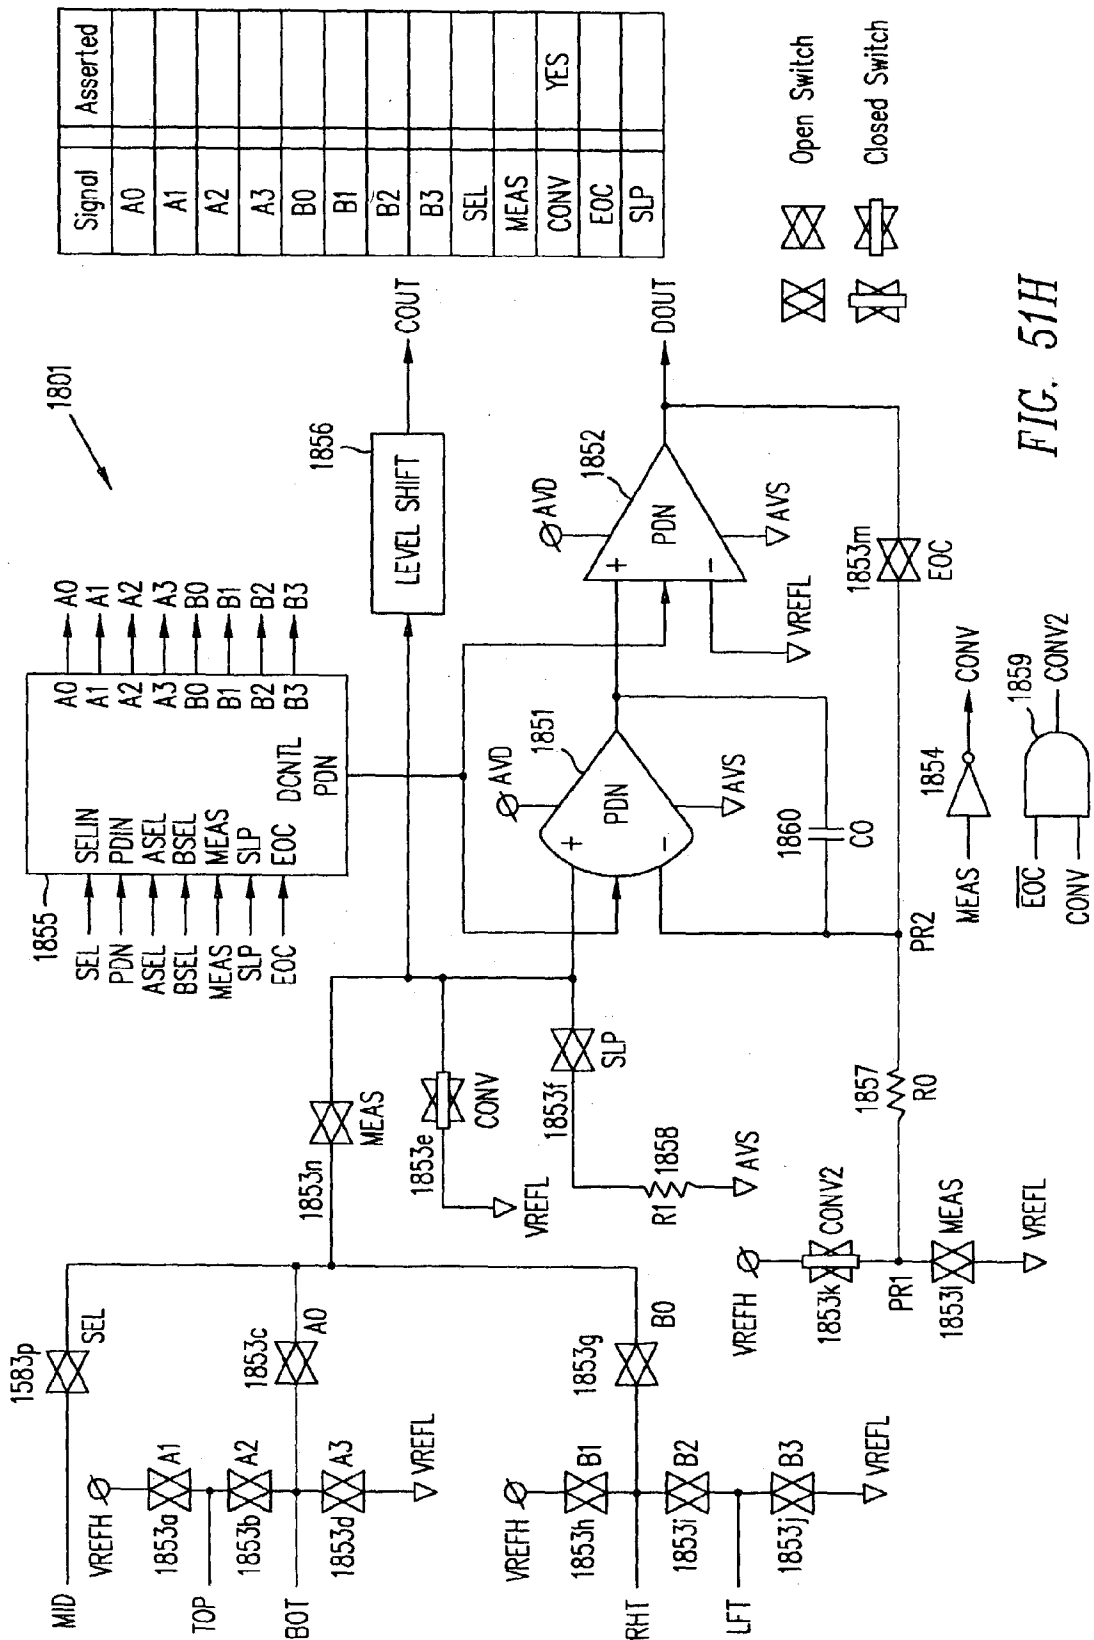 1801
1855
SEL
PDN
ASEL
BSEL
MEAS
SLP
EOC
SELIN
PDIN
ASEL
BSEL
MEAS
SLP
EOC
DCNTL
PDN
A0
A1
A2
A3
B0
B1
B2
B3
A0
A1
A2
A3
B0
B1
B2
B3
Signal Asserted
A0
A1
A2
A3
B0
B1
B2
B3
SEL
MEAS
CONV YES
EOC
SLP
1856
LEVEL SHIFT
COUT
MID
1583p
SEL
VREFH
1853a
A1
TOP
1853b
A2
BOT
1853c
A0
1853d
A3
VREFL
1853n
MEAS
1853e
CONV
VREFL
1853f
SLP
R1
1858
AVS
AVD
1851
+
PDN
−
AVS
1860
C0
AVD
1852
+
PDN
−
AVS
VREFL
DOUT
VREFH
1853h
B1
RHT
1853g
B0
1853i
B2
LFT
1853j
B3
VREFL
VREFH
1853k
CONV2
PR1
1853l
MEAS
VREFL
1857
R0
PR2
1853m
EOC
MEAS
1854
CONV
EOC
CONV
1859
CONV2
Open Switch
Closed Switch
FIG. 51H